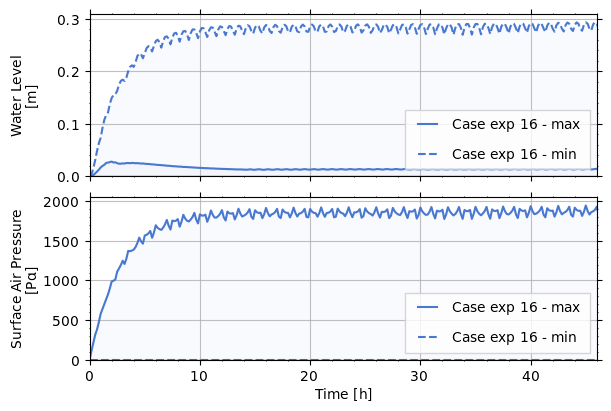 0.3
0.2
0.1
0.0
Water Level
[m]
Case exp 16 - max
Case exp 16 - min
2000
1500
1000
500
0
Surface Air Pressure
[Pα]
Case exp 16 - max
Case exp 16 - min
0
10
20
30
40
Time [h]